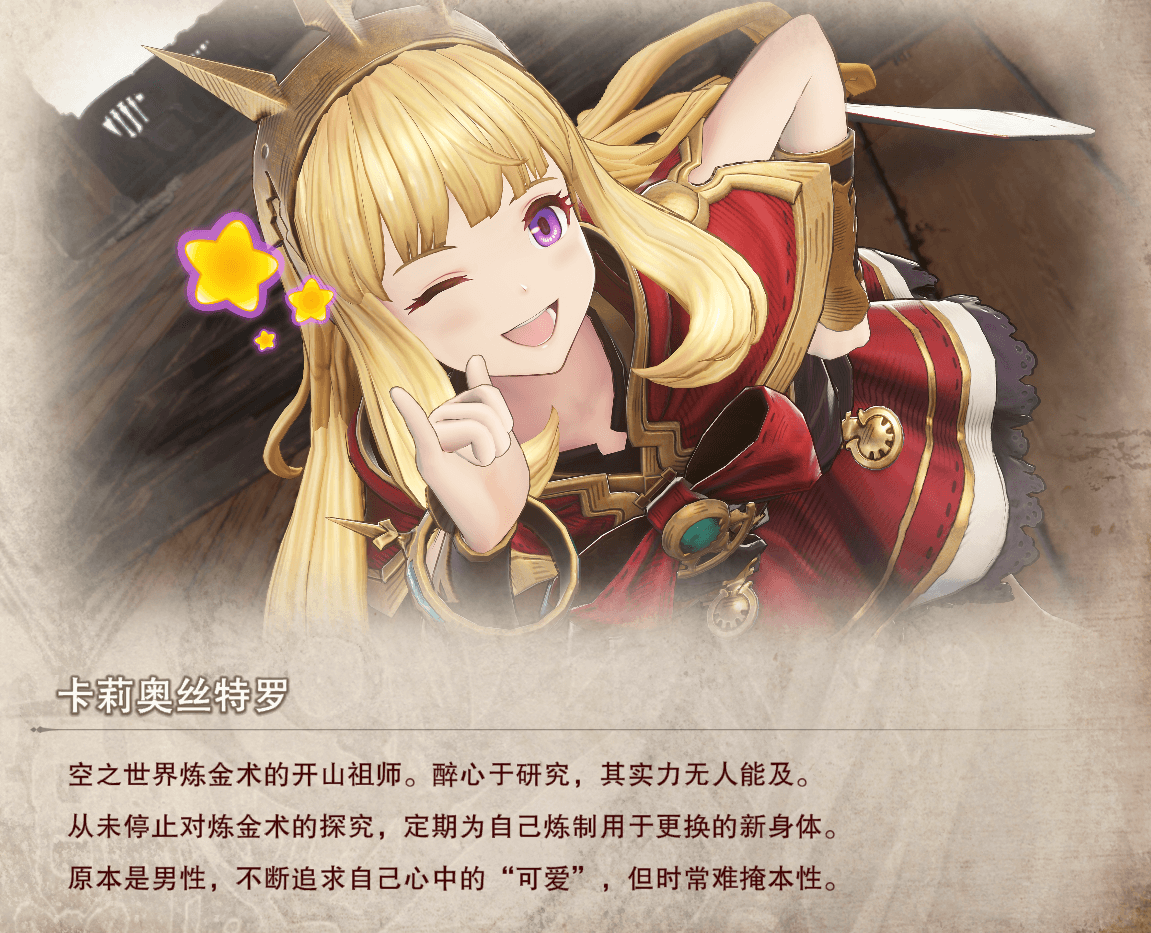 卡莉奥丝特罗
空之世界炼金术的开山祖师。醉心于研究，其实力无人能及。
从未停止对炼金术的探究，定期为自己炼制用于更换的新身体。
原本是男性，不断追求自己心中的“可爱”，但时常难掩本性。